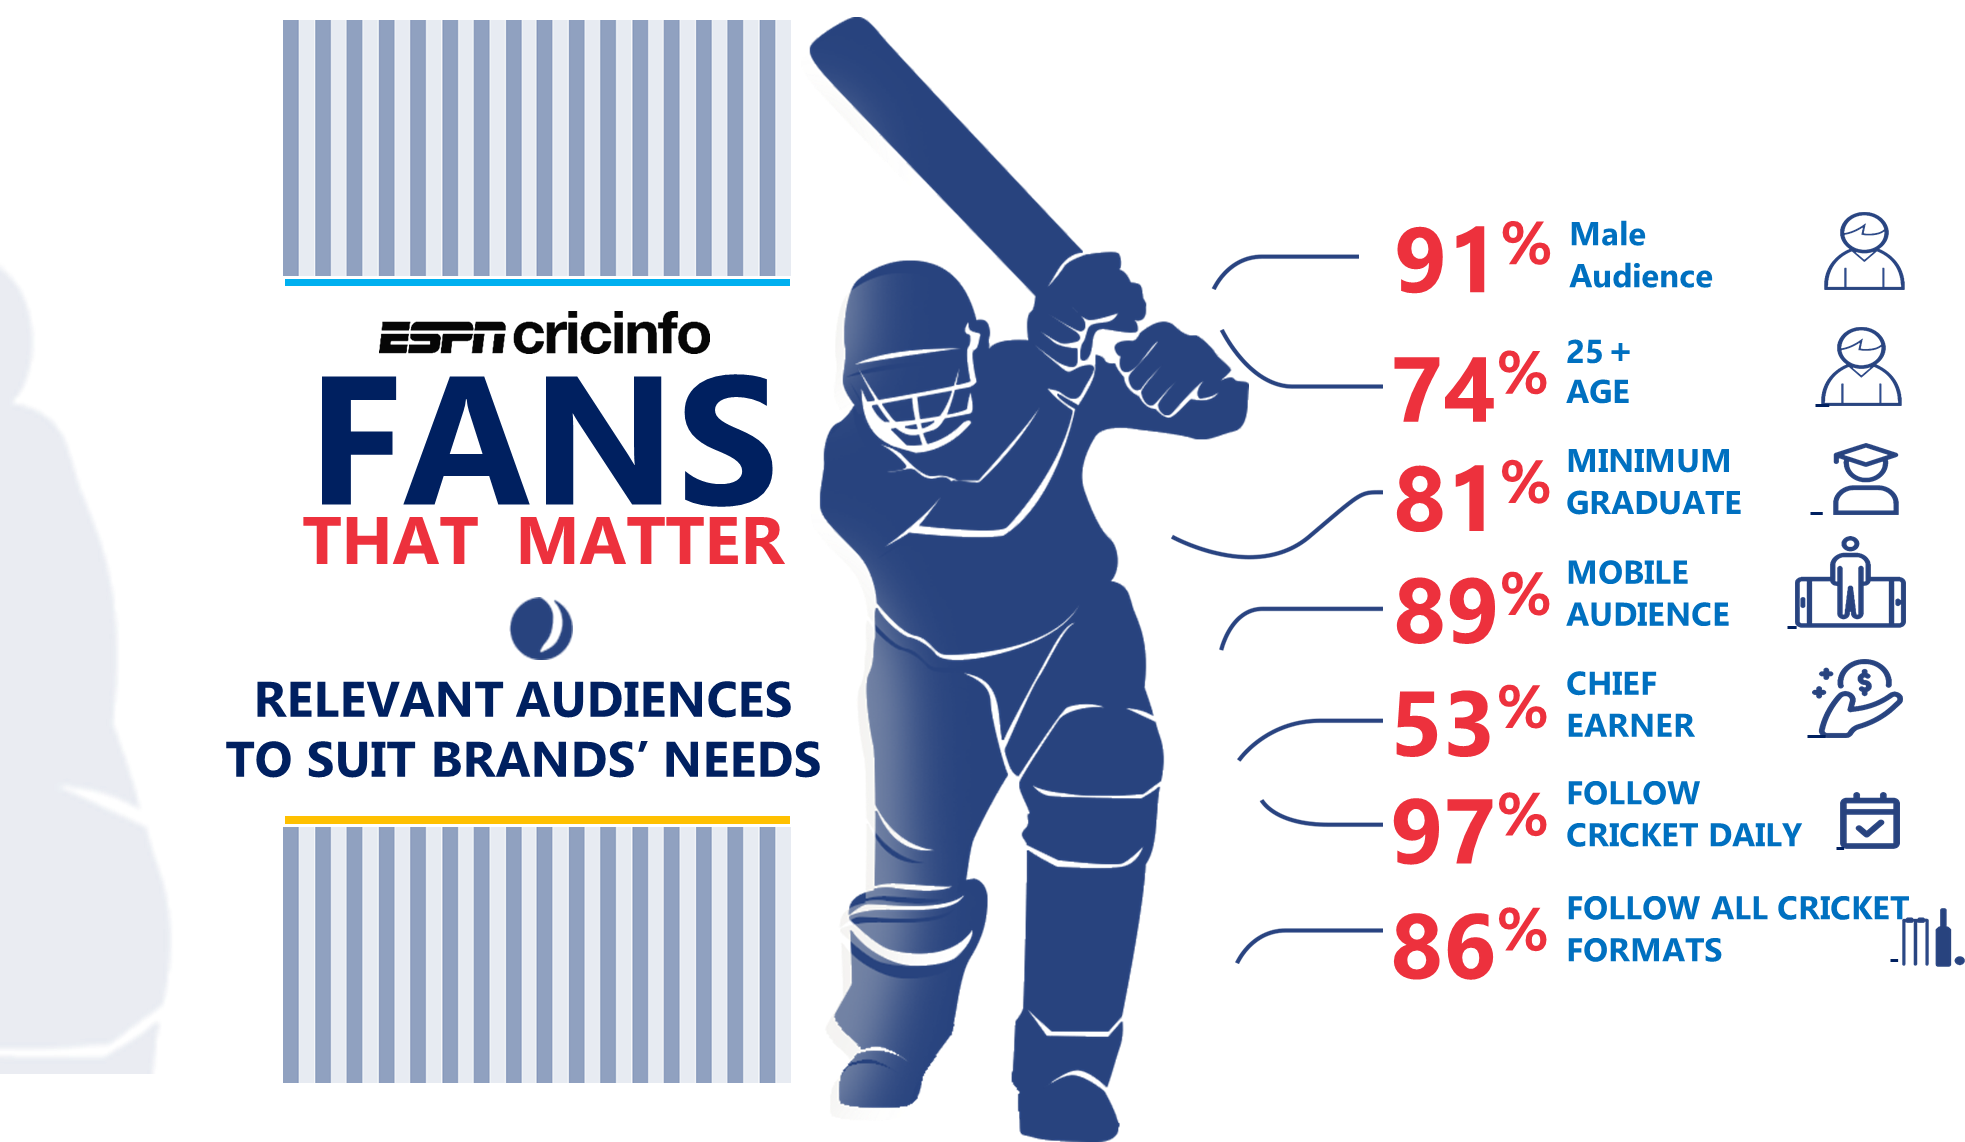 ESPN cricinfo
FANS
THAT MATTER
RELEVANT AUDIENCES
TO SUIT BRANDS’ NEEDS
91% Male
Audience
74% 25 +
AGE
81% MINIMUM
GRADUATE
89% MOBILE
AUDIENCE
53% CHIEF
EARNER
97% FOLLOW
CRICKET DAILY
86% FOLLOW ALL CRICKET
FORMATS